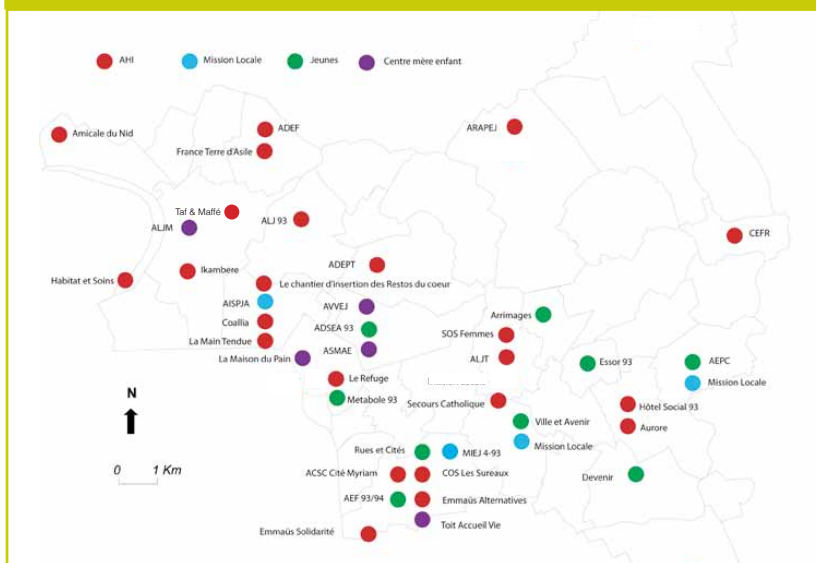 AHI
Mission Locale
Jeunes
Centre mère enfant
Amicale du Nid
ADEF
France Terre d'Asile
ARAPEJ
Taf & Maffé
ALJM
ALJ 93
CEFR
Habitat et Soins
Ikambere
ADEPT
Le chantier d'insertion des Restos du coeur
AISPJA
AVVEJ
Arrimages
Coallia
ADSEA 93
SOS Femmes
La Main Tendue
ASMAE
ALJT
La Maison du Pain
Essor 93
AEPC
Le Refuge
Mission Locale
N
Metabole 93
Secours Catholique
Hôtel Social 93
Ville et Avenir
Aurore
Mission Locale
Rues et Cités
MIEJ 4-93
0 1 Km
ACSC Cité Myriam
COS Les Sureaux
Devenir
AEF 93/94
Emmaüs Alternatives
Toit Accueil Vie
Emmaüs Solidarité